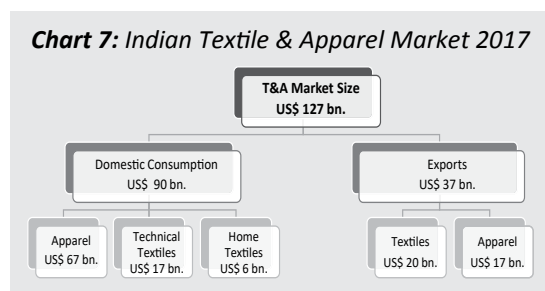 Chart 7: Indian Textile & Apparel Market 2017
T&A Market Size
US$ 127 bn.
Domestic Consumption
US$ 90 bn.
Exports
US$ 37 bn.
Apparel
US$ 67 bn.
Technical
Textiles
US$ 17 bn.
Home
Textiles
US$ 6 bn.
Textiles
US$ 20 bn.
Apparel
US$ 17 bn.